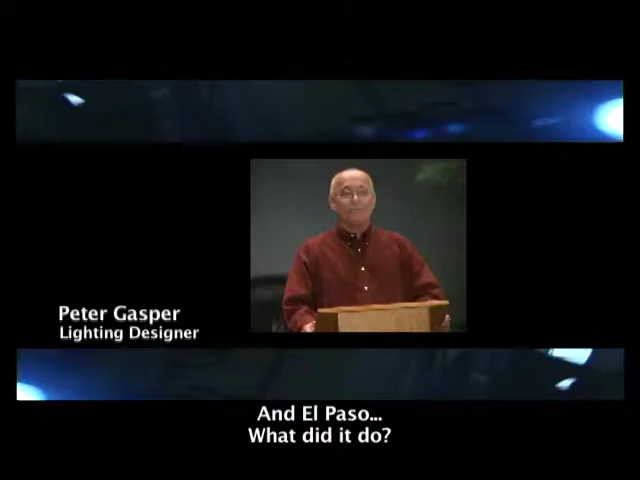 Peter Gasper
Lighting Designer
And El Paso...
What did it do?